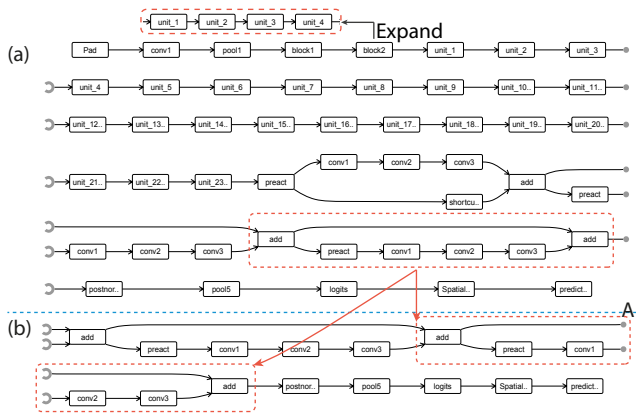 unit_1 unit_2 unit_3 unit_4 Expand
(a) Pad conv1 pool1 block1 block2 unit_1 unit_2 unit_3
unit_4 unit_5 unit_6 unit_7 unit_8 unit_9 unit_10.. unit_11..
unit_12.. unit_13.. unit_14.. unit_15.. unit_16.. unit_17.. unit_18.. unit_19.. unit_20..
conv1 conv2 conv3
unit_21.. unit_22.. unit_23.. preact add
shortcu.. preact
add add
conv1 conv2 conv3 preact conv1 conv2 conv3
postnor.. pool5 logits Spatial.. predict..
A
(b) add add
preact conv1 conv2 conv3 preact conv1
add postnor.. pool5 logits Spatial.. predict..
conv2 conv3